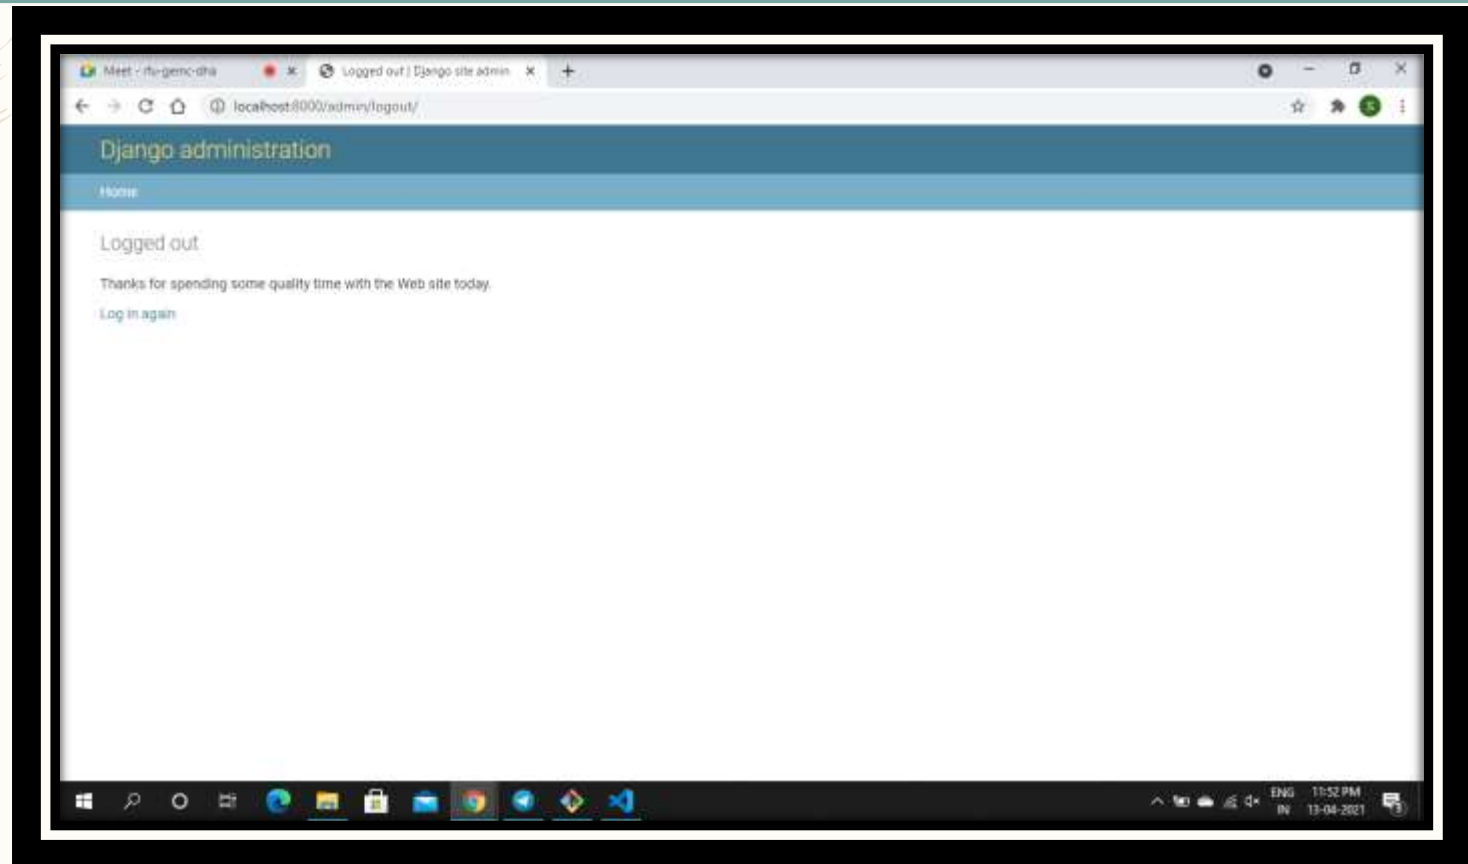 Meet - rfu-gemc-dha
Logged out | Django site admin
localhost:8000/admin/logout/
Django administration
Home
Logged out
Thanks for spending some quality time with the Web site today.
Log in again
ENG 11:52 PM
IN 13-04-2021